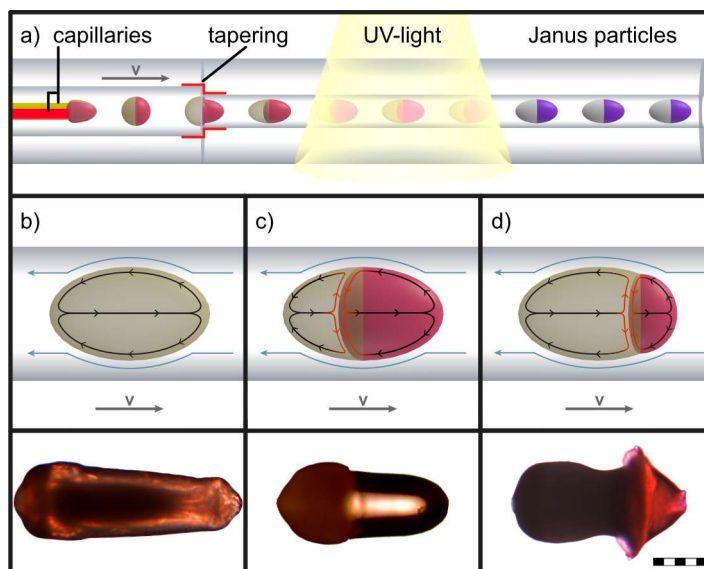 a) capillaries tapering UV-light Janus particles
v
b) c) d)
v v v